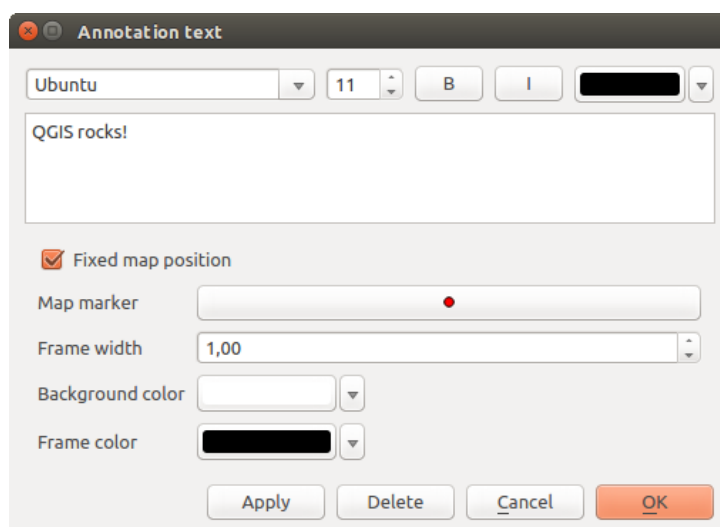 Annotation text
Ubuntu 11 B I
QGIS rocks!
Fixed map position
Map marker
Frame width 1,00
Background color
Frame color
Apply Delete Cancel OK